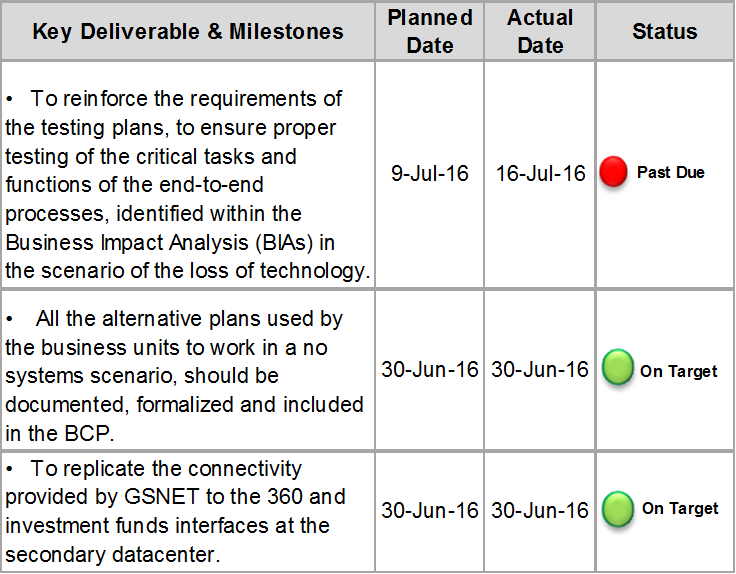 Key Deliverable & Milestones
Planned Date
Actual Date
Status
• To reinforce the requirements of
the testing plans, to ensure proper
testing of the critical tasks and
functions of the end-to-end
processes, identified within the
Business Impact Analysis (BIAs) in
the scenario of the loss of technology.
9-Jul-16
16-Jul-16
Past Due
• All the alternative plans used by
the business units to work in a no
systems scenario, should be
documented, formalized and included
in the BCP.
30-Jun-16
30-Jun-16
On Target
• To replicate the connectivity
provided by GSNET to the 360 and
investment funds interfaces at the
secondary datacenter.
30-Jun-16
30-Jun-16
On Target